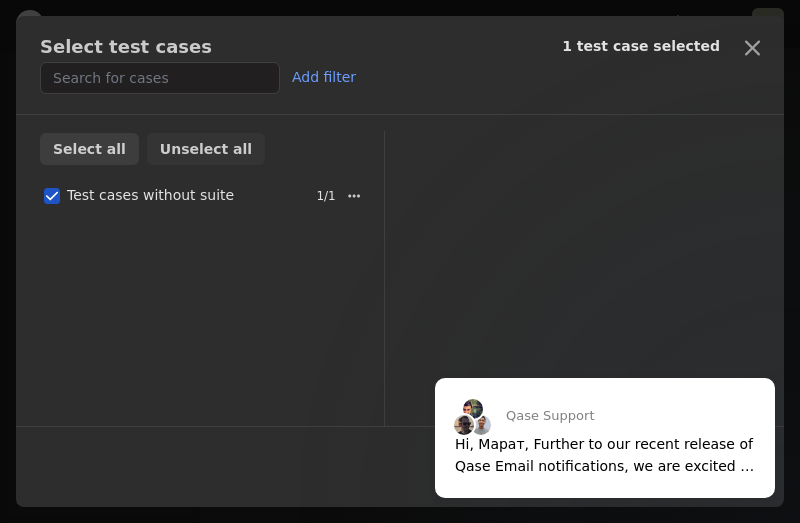 Select test cases
1 test case selected
Search for cases
Add filter
Select all
Unselect all
Test cases without suite
1/1
Qase Support
Hi, Марат, Further to our recent release of
Qase Email notifications, we are excited ...